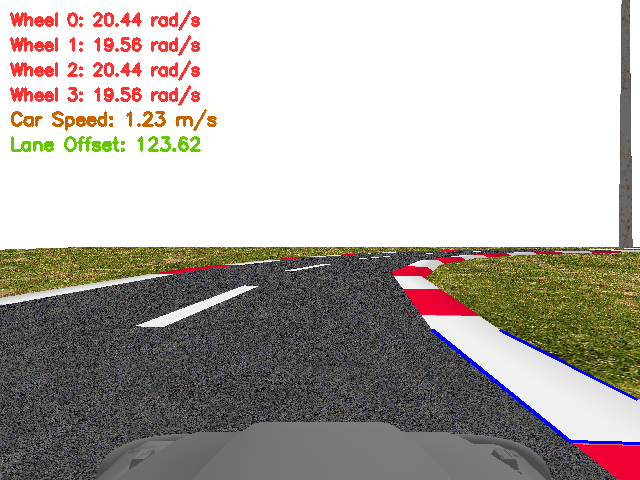 Wheel 0: 20.44 rad/s
Wheel 1: 19.56 rad/s
Wheel 2: 20.44 rad/s
Wheel 3: 19.56 rad/s
Car Speed: 1.23 m/s
Lane Offset: 123.62